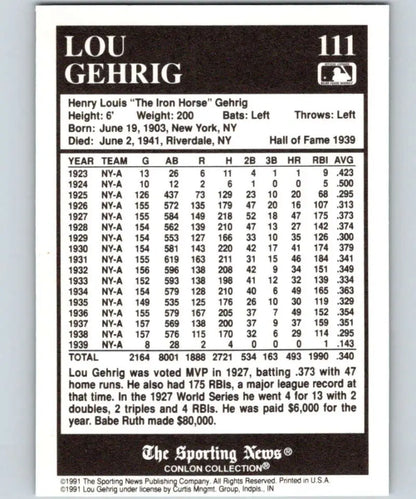 LOU 111
GEHRIG
Henry Louis "The Iron Horse" Gehrig
Height: 6' Weight: 200 Bats: Left Throws: Left
Born: June 19, 1903, New York, NY
Died: June 2, 1941, Riverdale, NY Hall of Fame 1939
YEAR TEAM G AB R H 2B 3B HR RBI AVG
1923 NY-A 13 26 6 11 4 1 1 9 .423
1924 NY-A 10 12 2 6 1 0 0 5 .500
1925 NY-A 126 437 73 129 23 10 20 68 .295
1926 NY-A 155 572 135 179 47 20 16 107 .313
1927 NY-A 155 584 149 218 52 18 47 175 .373
1928 NY-A 154 562 139 210 47 13 27 142 .374
1929 NY-A 154 553 127 166 33 10 35 126 .300
1930 NY-A 154 581 143 220 42 17 41 174 .379
1931 NY-A 155 619 163 211 31 15 46 184 .341
1932 NY-A 156 596 138 208 42 9 34 151 .349
1933 NY-A 152 593 138 198 41 12 32 139 .334
1934 NY-A 154 579 128 210 40 6 49 165 .363
1935 NY-A 149 535 125 176 26 10 30 119 .329
1936 NY-A 155 579 167 205 37 7 49 152 .354
1937 NY-A 157 569 138 200 37 9 37 159 .351
1938 NY-A 157 576 115 170 32 6 29 114 .295
1939 NY-A 8 28 2 4 0 0 0 1 .143
TOTAL 2164 8001 1888 2721 534 163 493 1990 .340
Lou Gehrig was voted MVP in 1927, batting .373 with 47
home runs. He also had 175 RBIs, a major league record at
that time. In the 1927 World Series he went 4 for 13 with 2
doubles, 2 triples and 4 RBIs. He was paid $6,000 for the
year. Babe Ruth made $80,000.
The Sporting News®
CONLON COLLECTION®
©1991 The Sporting News Publishing Company. All Rights Reserved. Printed in U.S.A
©1991 Lou Gehrig under license by Curtis Mngmt. Group, Indpls., IN